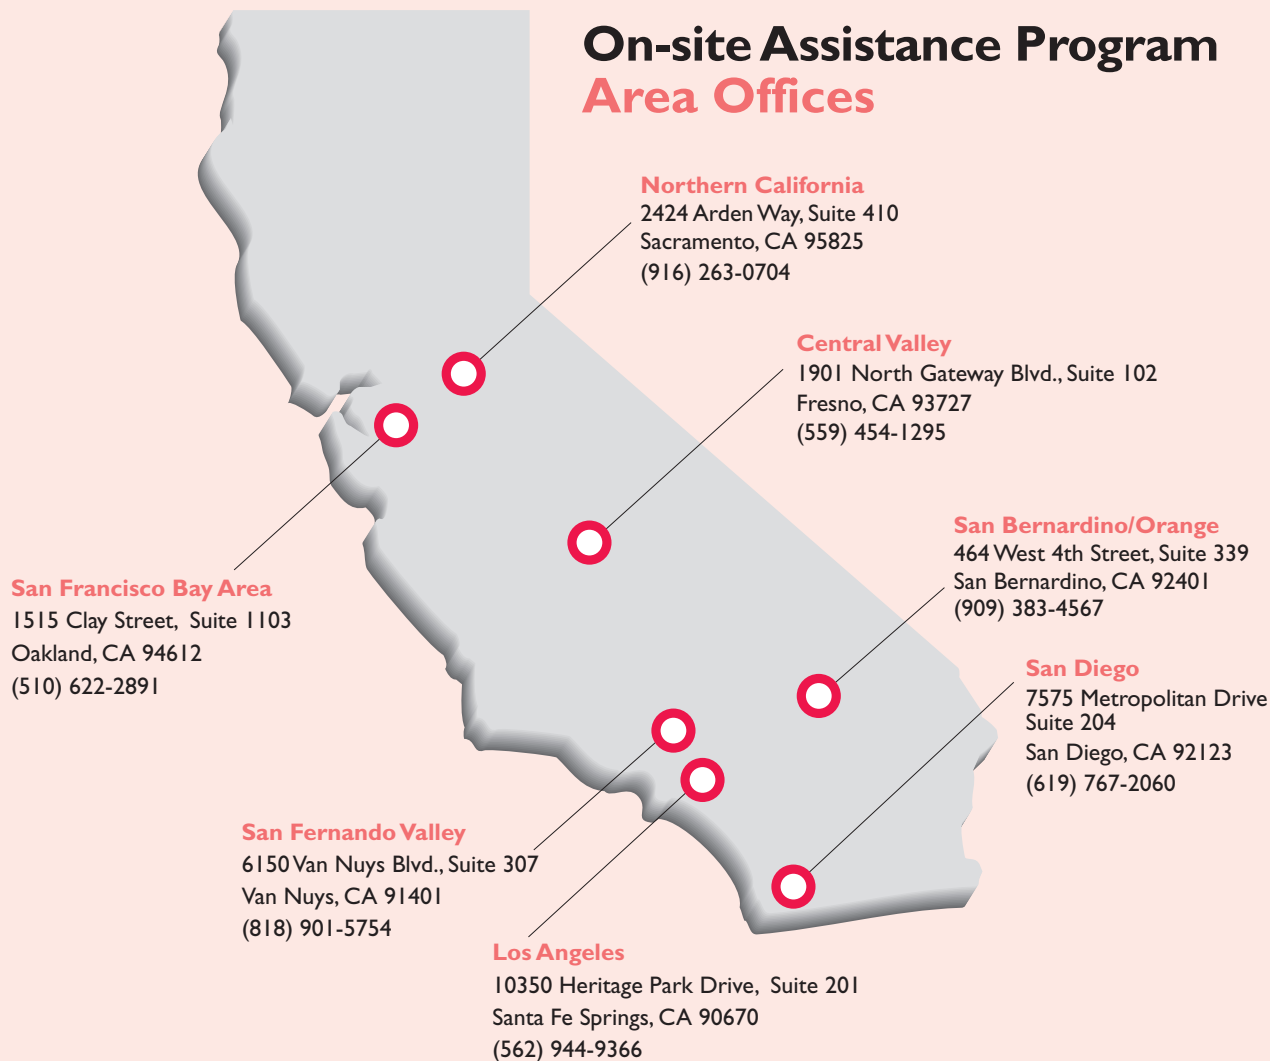 On-site Assistance Program
Area Offices
Northern California
2424 Arden Way, Suite 410
Sacramento, CA 95825
(916) 263-0704
Central Valley
1901 North Gateway Blvd., Suite 102
Fresno, CA 93727
(559) 454-1295
San Bernardino/Orange
464 West 4th Street, Suite 339
San Bernardino, CA 92401
(909) 383-4567
San Francisco Bay Area
1515 Clay Street, Suite 1103
Oakland, CA 94612
(510) 622-2891
San Diego
7575 Metropolitan Drive
Suite 204
San Diego, CA 92123
(619) 767-2060
San Fernando Valley
6150 Van Nuys Blvd., Suite 307
Van Nuys, CA 91401
(818) 901-5754
Los Angeles
10350 Heritage Park Drive, Suite 201
Santa Fe Springs, CA 90670
(562) 944-9366